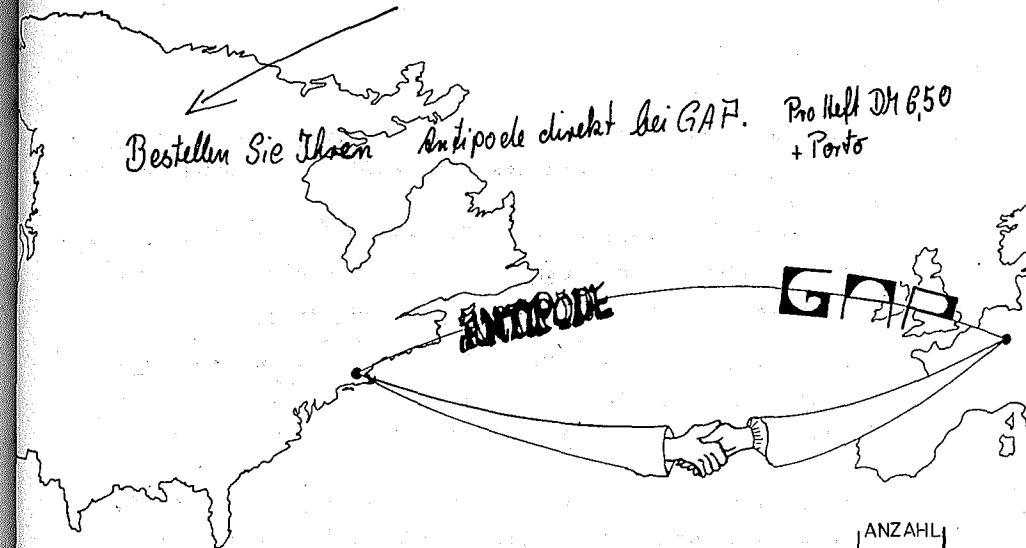 Bestellen Sie Ihren Antipode direkt bei GAP. Pro Heft DM 6,50
+ Porto
ANTIPODE
GAP
ANZAHL